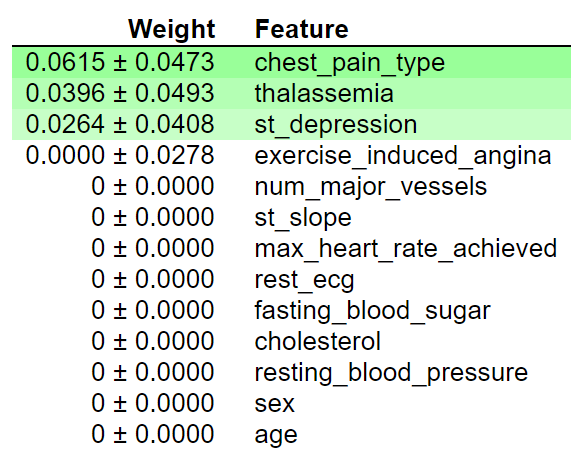 Weight Feature
0.0615 ± 0.0473 chest_pain_type
0.0396 ± 0.0493 thalassemia
0.0264 ± 0.0408 st_depression
0.0000 ± 0.0278 exercise_induced_angina
0 ± 0.0000 num_major_vessels
0 ± 0.0000 st_slope
0 ± 0.0000 max_heart_rate_achieved
0 ± 0.0000 rest_ecg
0 ± 0.0000 fasting_blood_sugar
0 ± 0.0000 cholesterol
0 ± 0.0000 resting_blood_pressure
0 ± 0.0000 sex
0 ± 0.0000 age